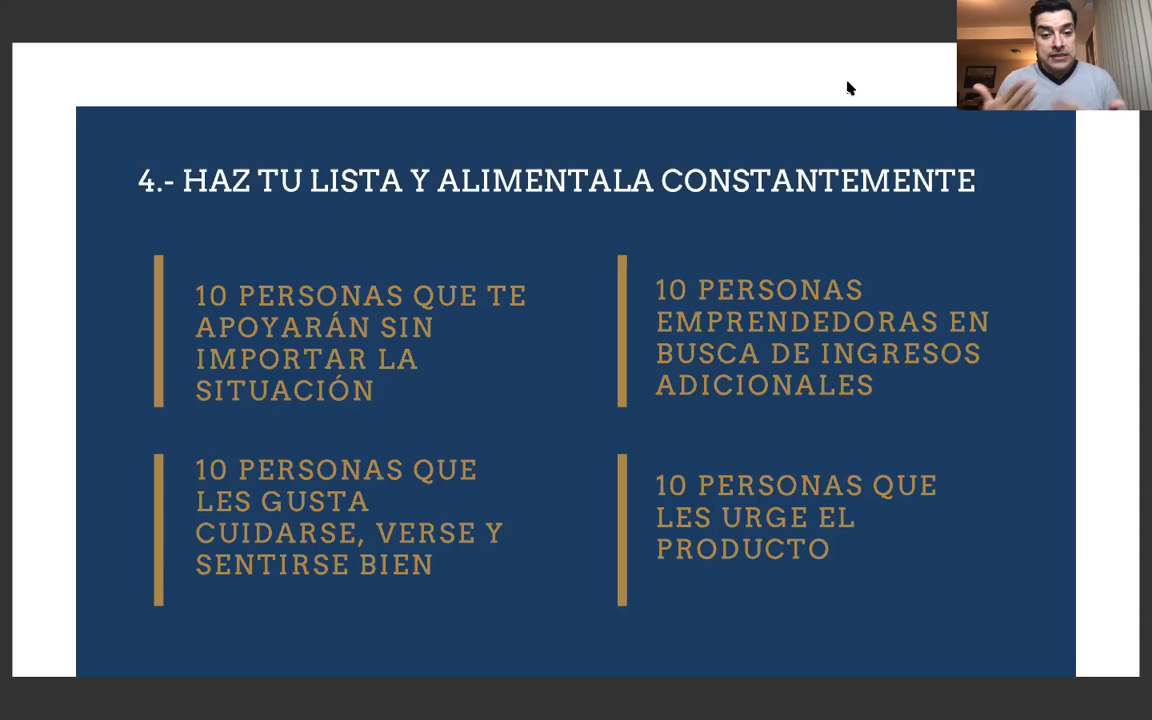 4.- HAZ TU LISTA Y ALIMENTALA CONSTANTEMENTE
10 PERSONAS QUE TE
APOYARÁN SIN
IMPORTAR LA
SITUACIÓN
10 PERSONAS
EMPRENDEDORAS EN
BUSCA DE INGRESOS
ADICIONALES
10 PERSONAS QUE
LES GUSTA
CUIDARSE, VERSE Y
SENTIRSE BIEN
10 PERSONAS QUE
LES URGE EL
PRODUCTO